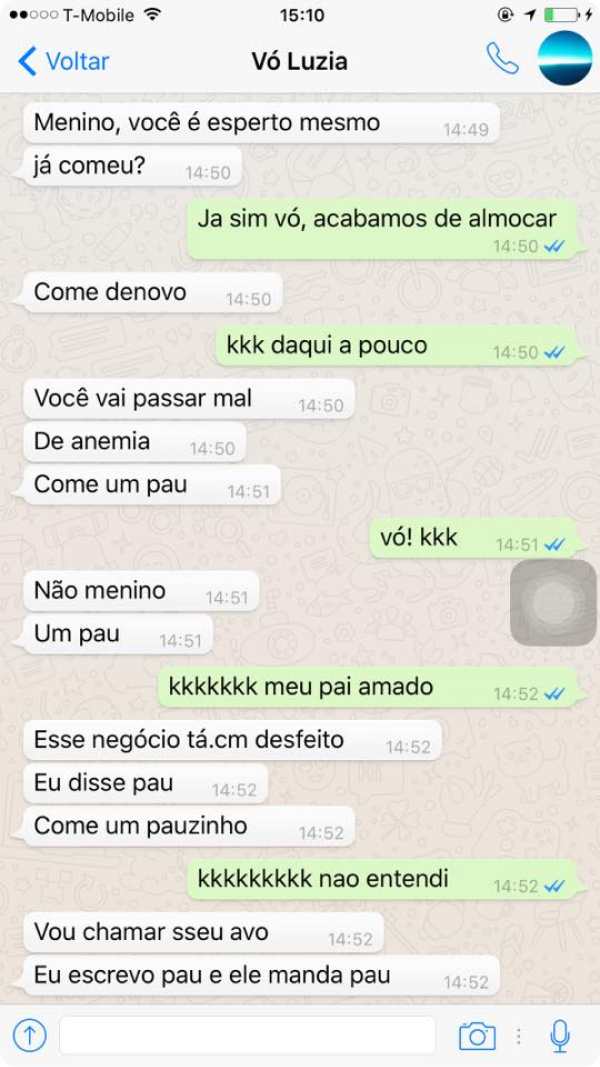 T-Mobile 15:10
Voltar Vó Luzia
Menino, você é esperto mesmo 14:49
já comeu? 14:50
Ja sim vó, acabamos de almocar
14:50
Come denovo 14:50
kkk daqui a pouco 14:50
Você vai passar mal 14:50
De anemia 14:50
Come um pau 14:51
vó! kkk 14:51
Não menino 14:51
Um pau 14:51
kkkkkkk meu pai amado 14:52
Esse negócio tá.cm desfeito 14:52
Eu disse pau 14:52
Come um pauzinho 14:52
kkkkkkkkk nao entendi 14:52
Vou chamar sseu avo 14:52
Eu escrevo pau e ele manda pau 14:52